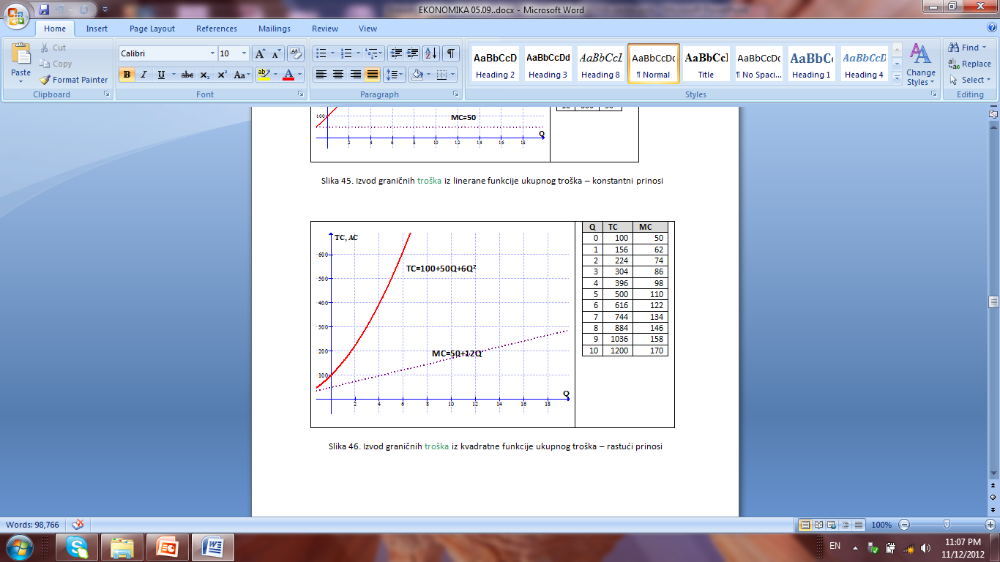 EKONOMIKA 05.09..docx - Microsoft Word
Home Insert Page Layout References Mailings Review View
Paste
Cut
Copy
Format Painter
Clipboard
Calibri 10
B I U abc x₂ x² Aa
Font
Paragraph
AaBbCcD AaBbCcDd AaBbCcL AaBbCcDc AaBbCcl AaBbCcDc AaBbC AaBbCcD
Heading 2 Heading 3 Heading 8 ¶ Normal Title ¶ No Spaci... Heading 1 Heading 4
Change Styles
Styles
Find
Replace
Select
Editing
MC=50
Q
2 4 6 8 10 12 14 16 18
Slika 45. Izvod graničnih troška iz linerane funkcije ukupnog troška – konstantni prinosi
TC, AC
600
TC=100+50Q+6Q²
500
400
300
200
MC=50+12Q
100
Q
2 4 6 8 10 12 14 16 18
Q TC MC
0 100 50
1 156 62
2 224 74
3 304 86
4 396 98
5 500 110
6 616 122
7 744 134
8 884 146
9 1036 158
10 1200 170
Slika 46. Izvod graničnih troška iz kvadratne funkcije ukupnog troška – rastući prinosi
Words: 98,766
100%
EN
11:07 PM
11/12/2012